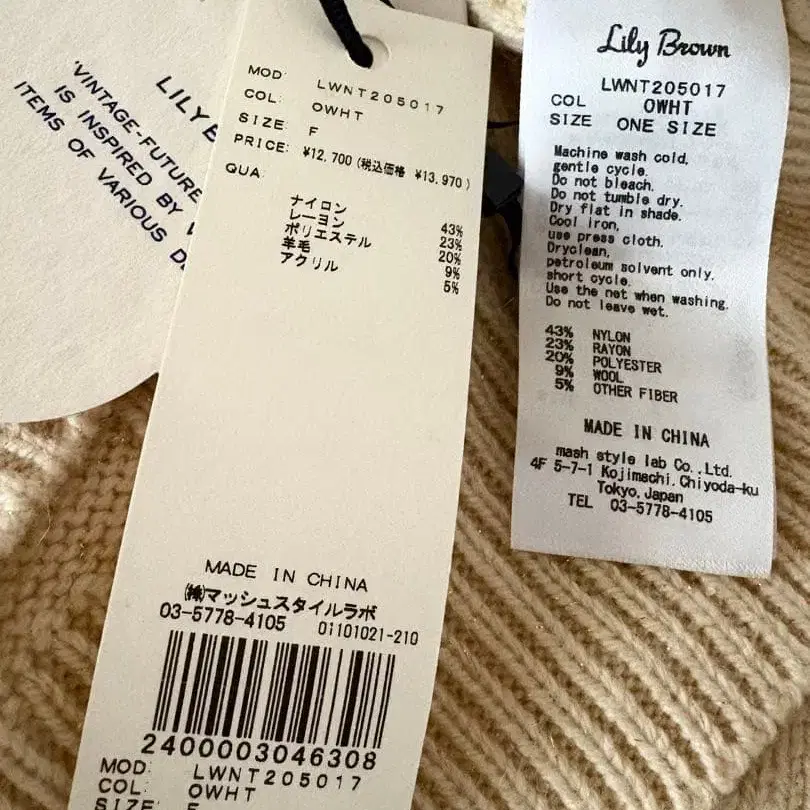 LILY
'VINTAGE-FUTURE
IS INSPIRED BY
ITEMS OF VARIOUS
MOD: LWNT205017
COL: OWHT
SIZE: F
PRICE: ¥12,700 (税込価格 ¥13,970)
QUA:
ナイロン 43%
レーヨン 23%
ポリエステル 20%
羊毛 9%
アクリル 5%
MADE IN CHINA
㈱マッシュスタイルラボ
03-5778-4105 01101021-210
2400003046308
MOD: LWNT205017
COL: OWHT
SIZE: F
Lily Brown
LWNT205017
COL OWHT
SIZE ONE SIZE
Machine wash cold,
gentle cycle.
Do not bleach.
Do not tumble dry.
Dry flat in shade.
Cool iron,
use press cloth.
Dryclean,
petroleum solvent only.
short cycle.
Use the net when washing.
Do not leave wet.
43% NYLON
23% RAYON
20% POLYESTER
9% WOOL
5% OTHER FIBER
MADE IN CHINA
mash style lab Co.,Ltd.
4F 5-7-1 Kojimachi, Chiyoda-ku
Tokyo, Japan
TEL 03-5778-4105